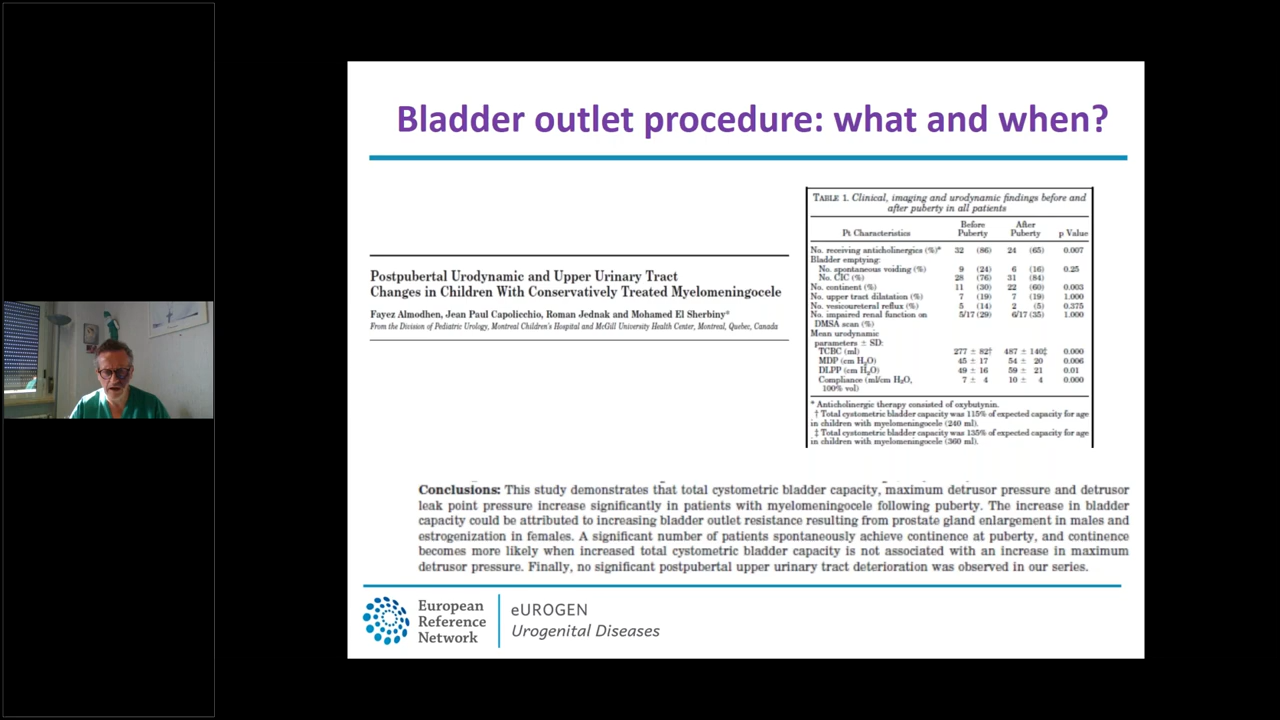 Bladder outlet procedure: what and when?
Postpubertal Urodynamic and Upper Urinary Tract
Changes in Children With Conservatively Treated Myelomeningocele
Fayez Almodhen, Jean Paul Capolicchio, Roman Jednak and Mohamed El Sherbiny*
From the Division of Pediatric Urology, Montreal Children's Hospital and McGill University Health Center, Montreal, Quebec, Canada
TABLE 1. Clinical, imaging and urodynamic findings before and
after puberty in all patients
Pt Characteristics Before Puberty After Puberty p Value
No. receiving anticholinergics (%)* 32 (86) 24 (65) 0.007
Bladder emptying:
No. spontaneous voiding (%) 9 (24) 6 (16) 0.25
No. CIC (%) 28 (76) 31 (84)
No. continent (%) 11 (30) 22 (60) 0.003
No. upper tract dilatation (%) 7 (19) 7 (19) 1.000
No. vesicoureteral reflux (%) 5 (14) 2 (5) 0.375
No. impaired renal function on 5/17 (29) 6/17 (35) 1.000
DMSA scan (%)
Mean urodynamic
parameters ± SD:
TCBC (ml) 277 ± 82† 487 ± 140‡ 0.000
MDP (cm H2O) 45 ± 17 54 ± 20 0.006
DLPP (cm H2O) 49 ± 16 59 ± 21 0.01
Compliance (ml/cm H2O, 7 ± 4 10 ± 4 0.000
100% vol)
* Anticholinergic therapy consisted of oxybutynin.
† Total cystometric bladder capacity was 115% of expected capacity for age
in children with myelomeningocele (240 ml).
‡ Total cystometric bladder capacity was 135% of expected capacity for age
in children with myelomeningocele (360 ml).
Conclusions: This study demonstrates that total cystometric bladder capacity, maximum detrusor pressure and detrusor
leak point pressure increase significantly in patients with myelomeningocele following puberty. The increase in bladder
capacity could be attributed to increasing bladder outlet resistance resulting from prostate gland enlargement in males and
estrogenization in females. A significant number of patients spontaneously achieve continence at puberty, and continence
becomes more likely when increased total cystometric bladder capacity is not associated with an increase in maximum
detrusor pressure. Finally, no significant postpubertal upper urinary tract deterioration was observed in our series.
European
Reference
Network
eUROGEN
Urogenital Diseases